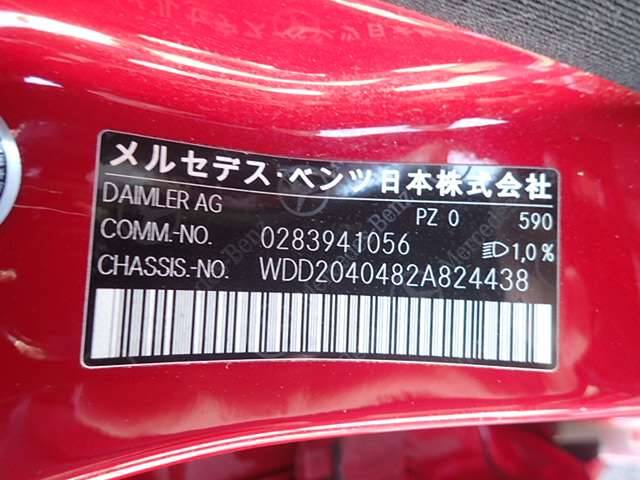 メルセデス・ベンツ日本株式会社
DAIMLER AG PZ 0 590
COMM.-NO. 0283941056 1,0%
CHASSIS.-NO. WDD2040482A824438